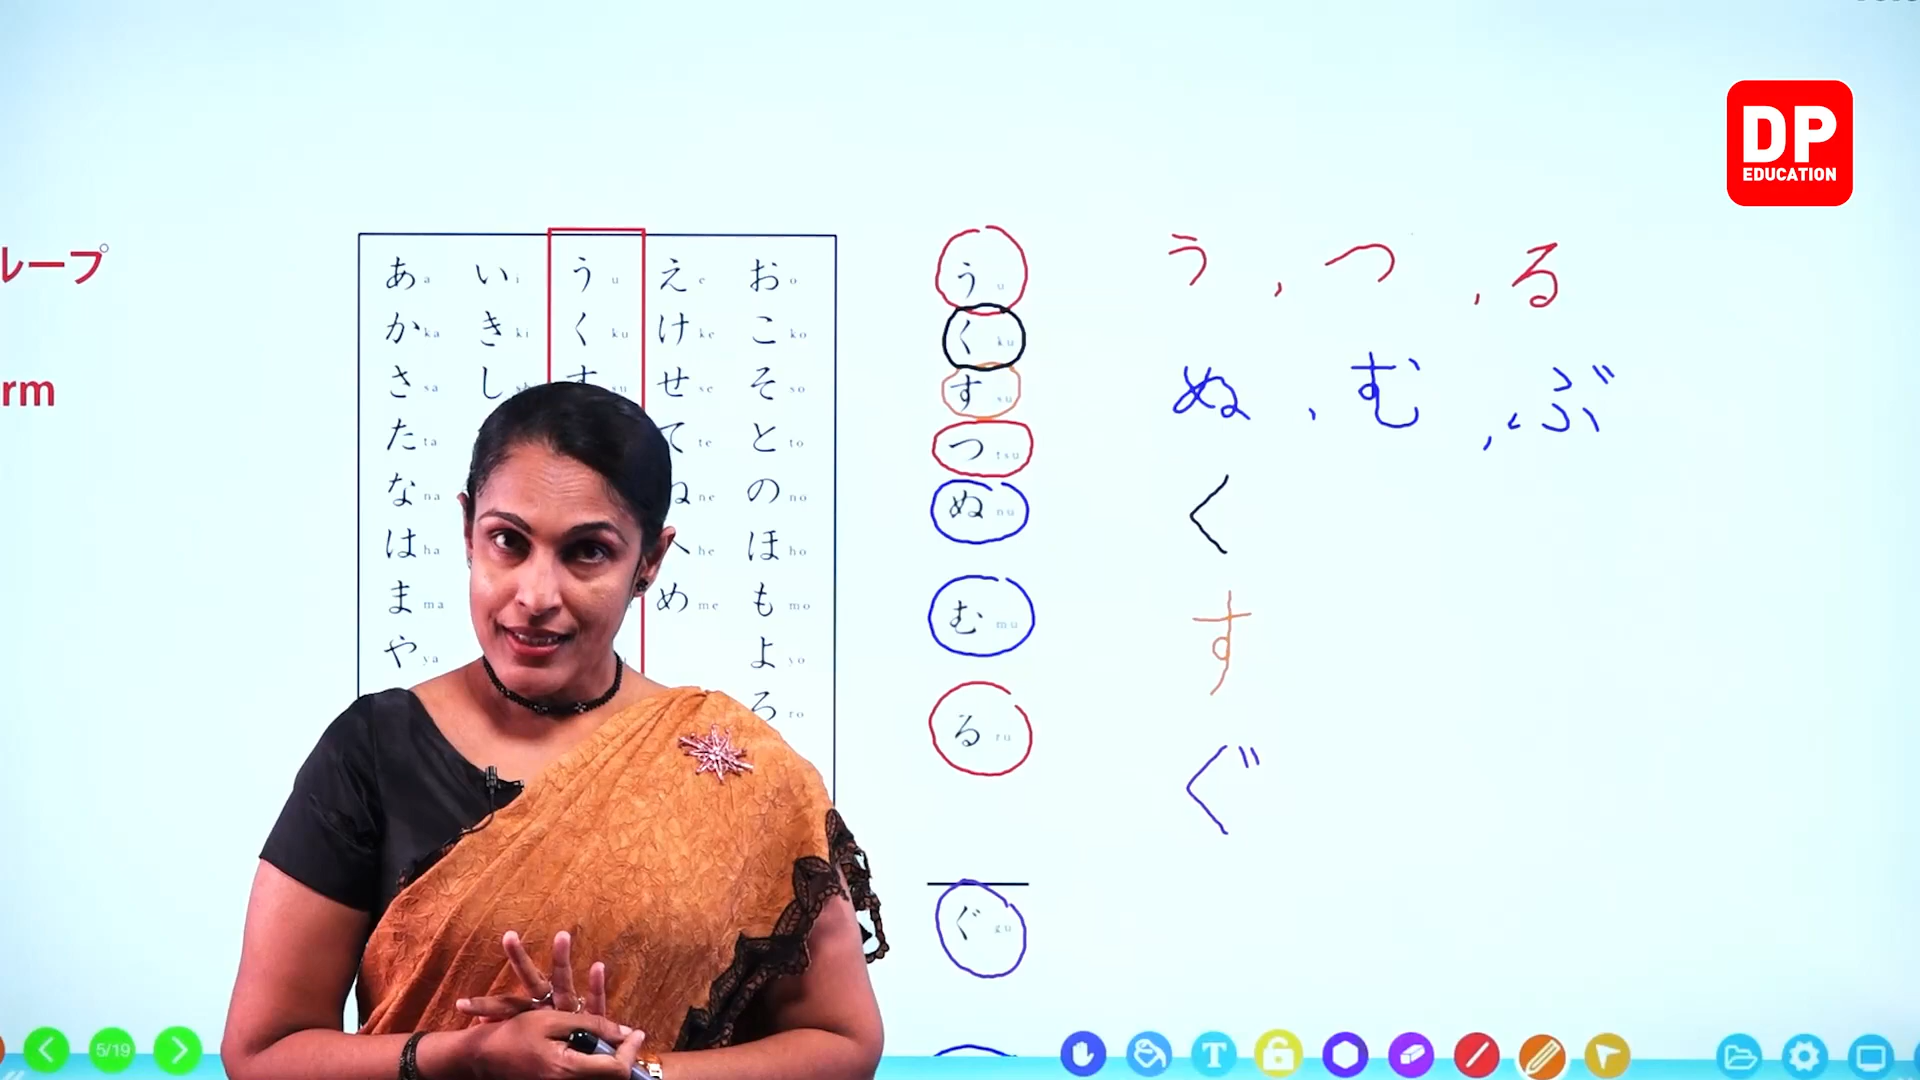 DP
EDUCATION
ループ
rm
あ a い i う u え e お o
か ka き ki く ku け ke こ ko
さ sa し す su せ se そ so
た ta て te と to
な na ね ne の no
は ha へ he ほ ho
ま ma め me も mo
や ya よ yo
ろ ro
う u
く ku
す su
つ tsu
ぬ nu
む mu
る ru
ぐ gu
う , つ , る
ぬ , む , ぶ
く
す
ぐ
5/19
T